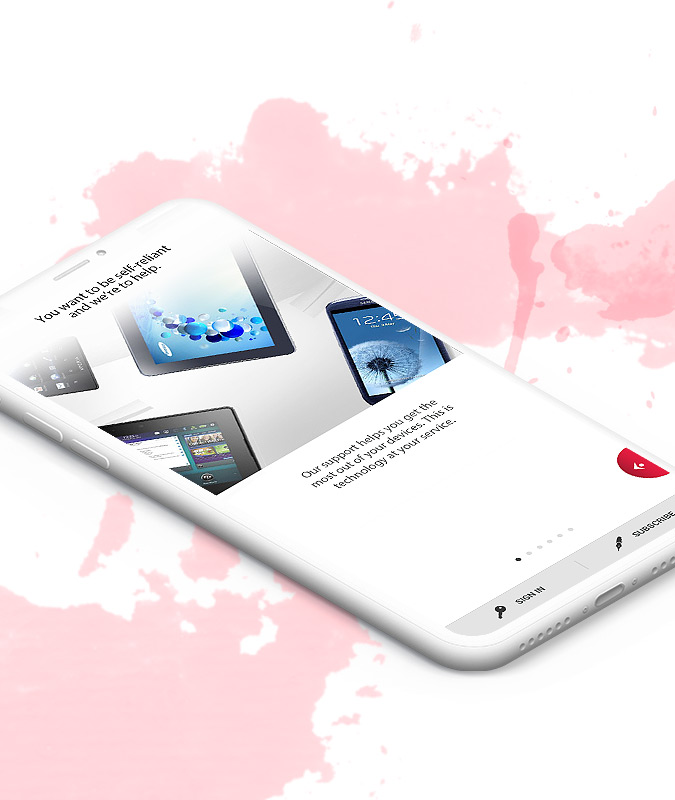 You want to be self-reliant
and we're to help.
12:45
Our support helps you get the
most out of your devices. This is
technology at your service.
SIGN IN
SUBSCRIBE